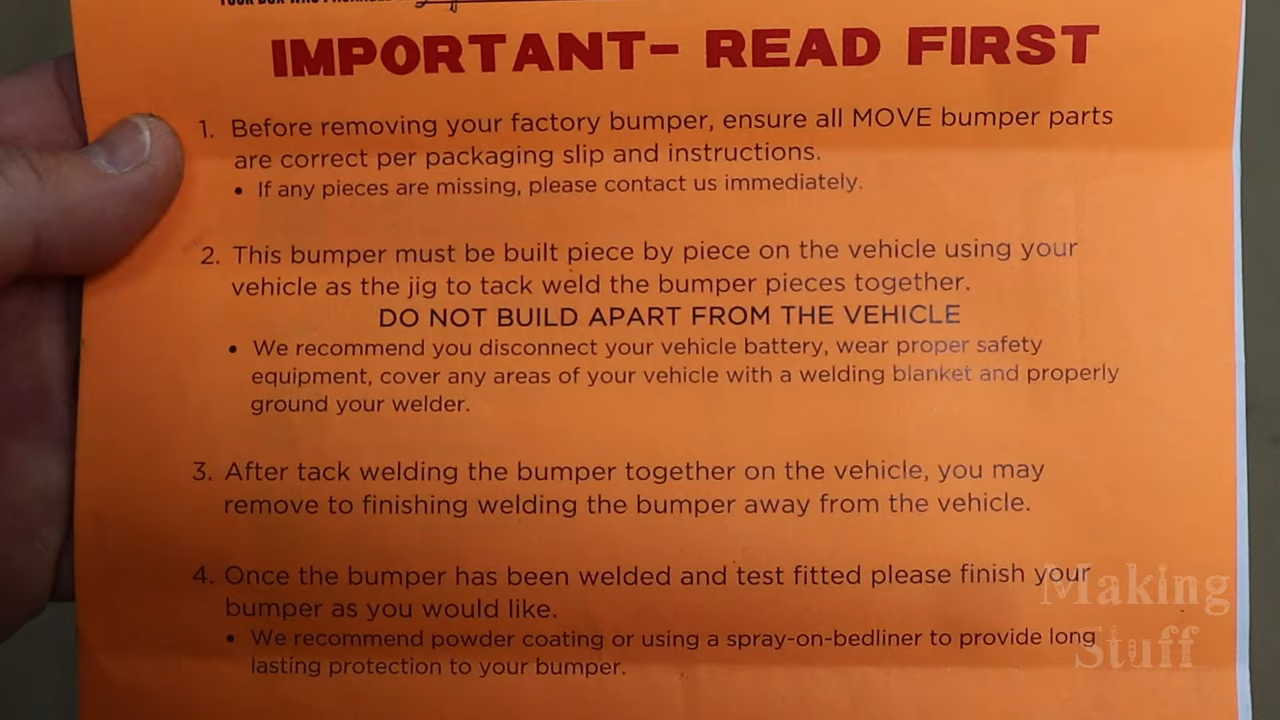 IMPORTANT- READ FIRST
1. Before removing your factory bumper, ensure all MOVE bumper parts
are correct per packaging slip and instructions.
• If any pieces are missing, please contact us immediately.
2. This bumper must be built piece by piece on the vehicle using your
vehicle as the jig to tack weld the bumper pieces together.
DO NOT BUILD APART FROM THE VEHICLE
• We recommend you disconnect your vehicle battery, wear proper safety
equipment, cover any areas of your vehicle with a welding blanket and properly
ground your welder.
3. After tack welding the bumper together on the vehicle, you may
remove to finishing welding the bumper away from the vehicle.
4. Once the bumper has been welded and test fitted please finish your
bumper as you would like.
• We recommend powder coating or using a spray-on-bedliner to provide long
lasting protection to your bumper.
Making
Stuff